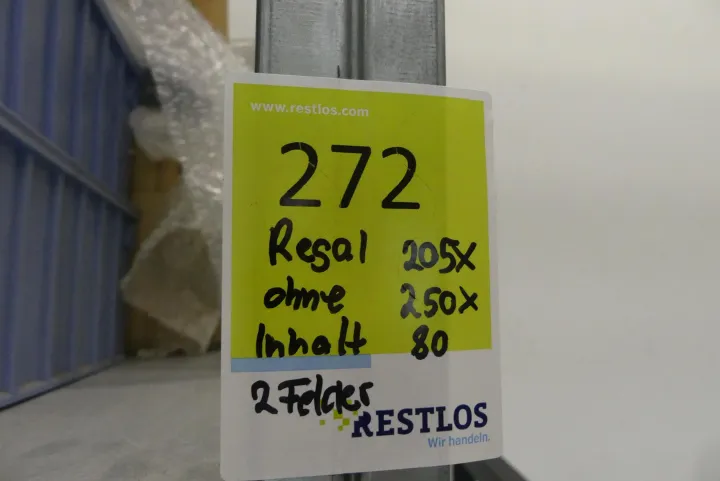 www.restlos.com
272
Regal 205x
ohne 250x
Inhalt 80
2 Felder
RESTLOS
Wir handeln.